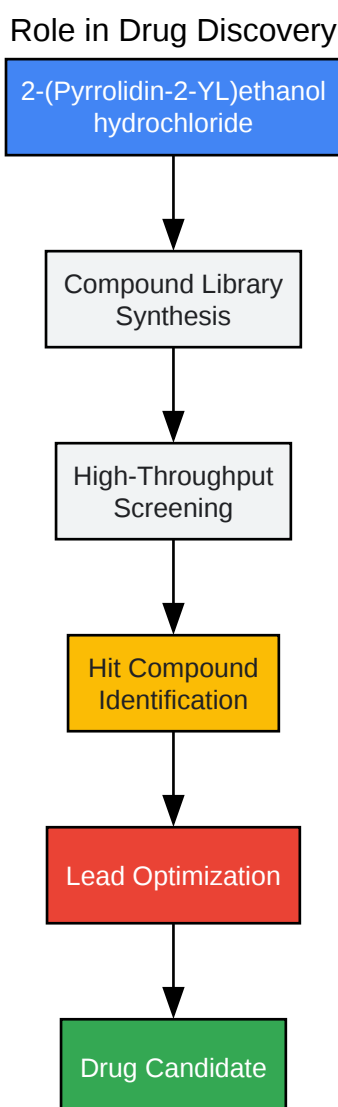 Role in Drug Discovery
2-(Pyrrolidin-2-YL)ethanol
hydrochloride
Compound Library
Synthesis
High-Throughput
Screening
Hit Compound
Identification
Lead Optimization
Drug Candidate